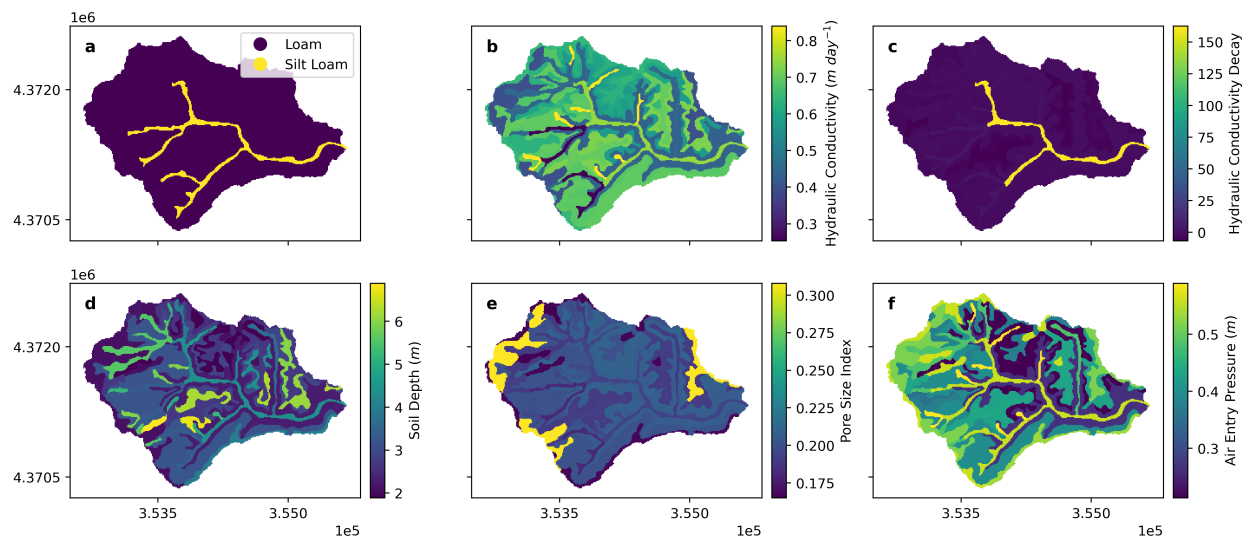 1e6
a
Loam
Silt Loam
4.3720
4.3705
b
0.8
0.7
0.6
0.5
0.4
0.3
Hydraulic Conductivity (m day⁻¹)
c
150
125
100
75
50
25
0
Hydraulic Conductivity Decay
1e6
d
4.3720
4.3705
3.535
3.550
1e5
6
5
4
3
2
Soil Depth (m)
e
3.535
3.550
1e5
0.300
0.275
0.250
0.225
0.200
0.175
Pore Size Index
f
3.535
3.550
1e5
0.5
0.4
0.3
Air Entry Pressure (m)